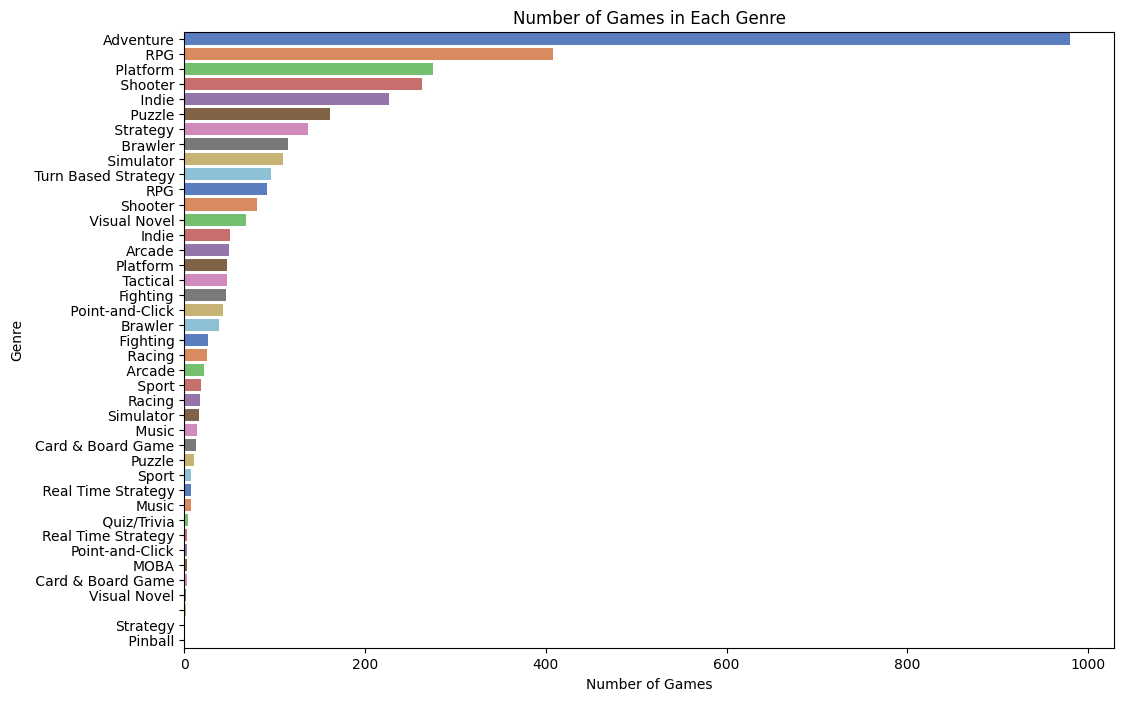 Number of Games in Each Genre
Adventure
RPG
Platform
Shooter
Indie
Puzzle
Strategy
Brawler
Simulator
Turn Based Strategy
RPG
Shooter
Visual Novel
Indie
Arcade
Platform
Tactical
Fighting
Point-and-Click
Brawler
Fighting
Racing
Arcade
Sport
Racing
Simulator
Music
Card & Board Game
Puzzle
Sport
Real Time Strategy
Music
Quiz/Trivia
Real Time Strategy
Point-and-Click
MOBA
Card & Board Game
Visual Novel
Strategy
Pinball
Genre
0 200 400 600 800 1000
Number of Games